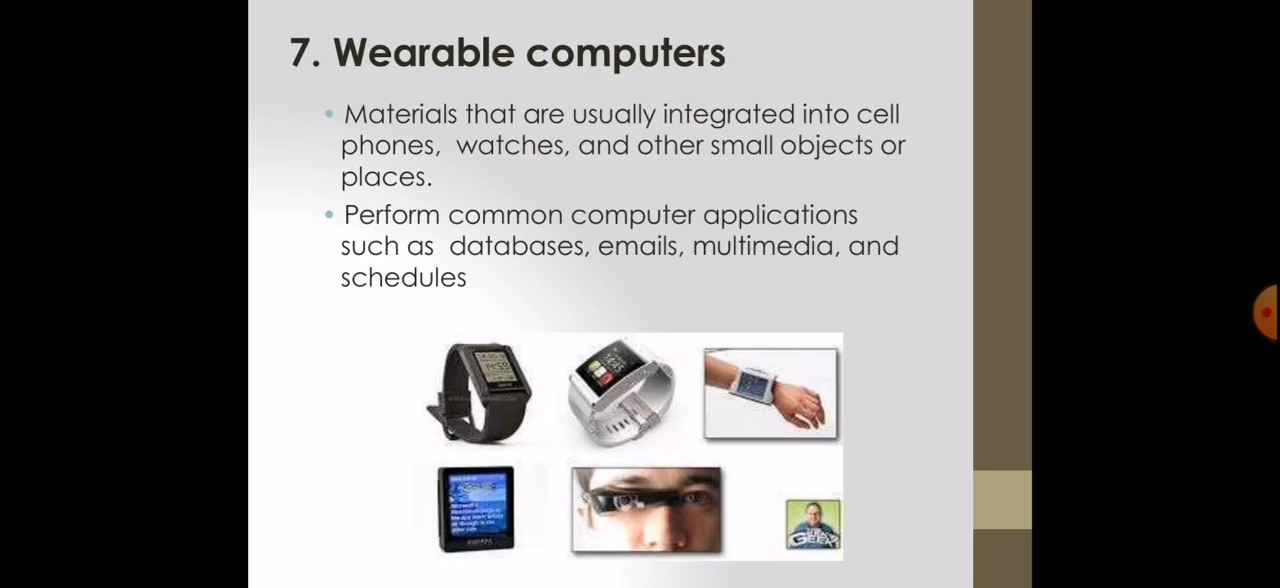 7. Wearable computers
• Materials that are usually integrated into cell
phones, watches, and other small objects or
places.
• Perform common computer applications
such as databases, emails, multimedia, and
schedules
GEEK